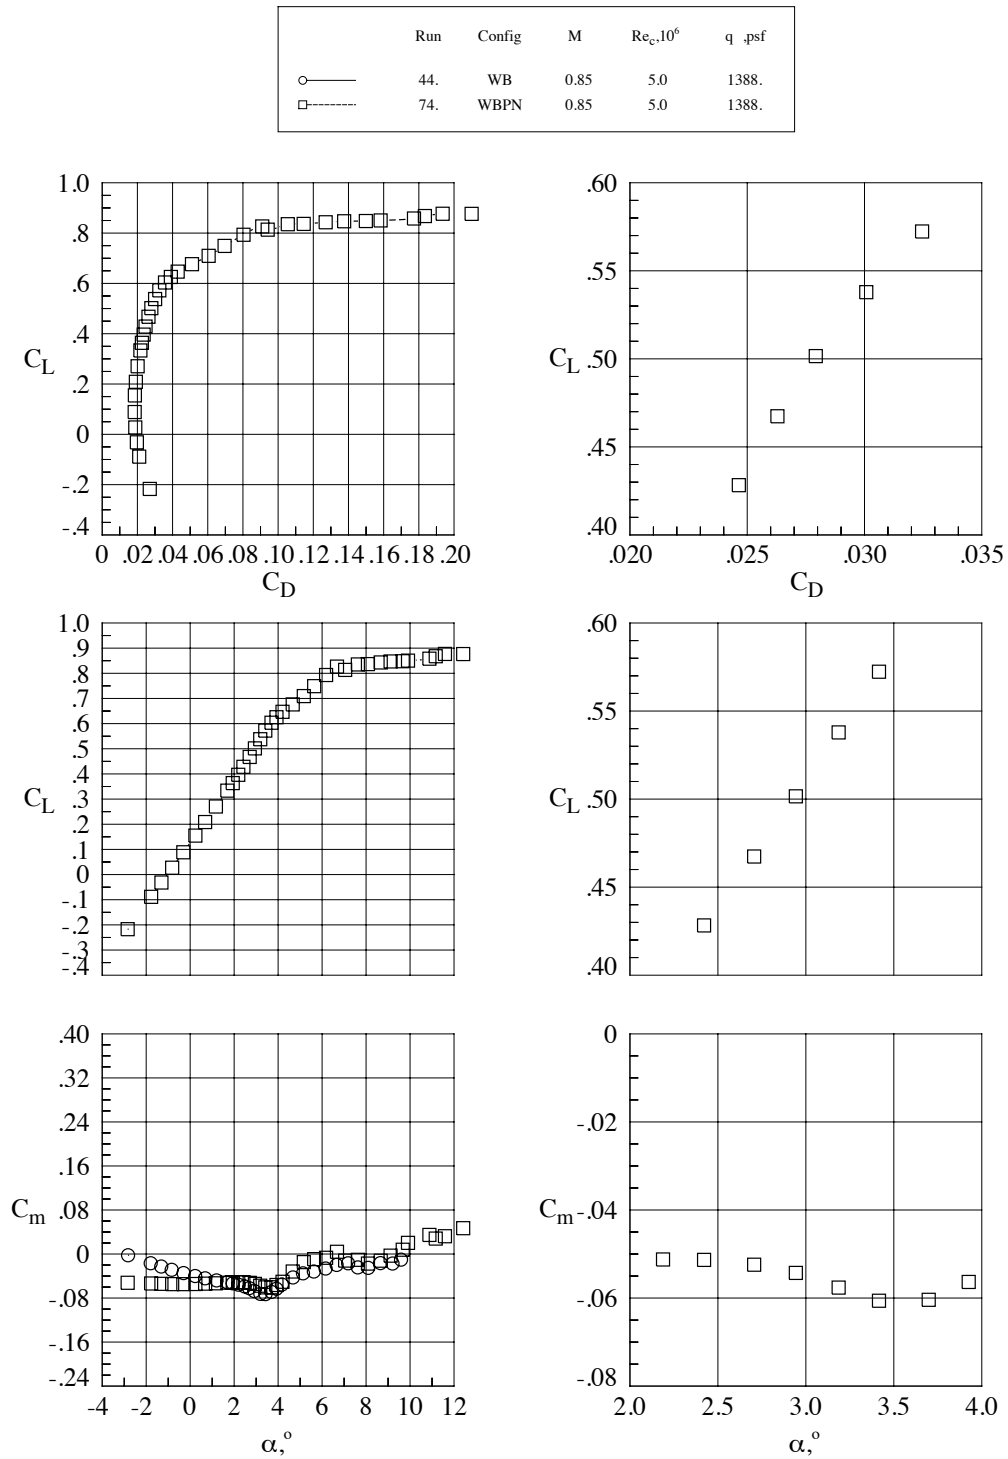 Run Config M Re_c,10^6 q ,psf
44. WB 0.85 5.0 1388.
74. WBPN 0.85 5.0 1388.
1.0
.8
.6
.4
.2
0
-.2
-.4
C_L
0 .02 .04 .06 .08 .10 .12 .14 .16 .18 .20
C_D
.60
.55
.50
.45
.40
C_L
.020 .025 .030 .035
C_D
1.0
.9
.8
.7
.6
.5
.4
.3
.2
.1
0
-.1
-.2
-.3
-.4
C_L
.60
.55
.50
.45
.40
C_L
.40
.32
.24
.16
.08
0
-.08
-.16
-.24
C_m
-4 -2 0 2 4 6 8 10 12
α,°
0
-.02
-.04
-.06
-.08
C_m
2.0 2.5 3.0 3.5 4.0
α,°